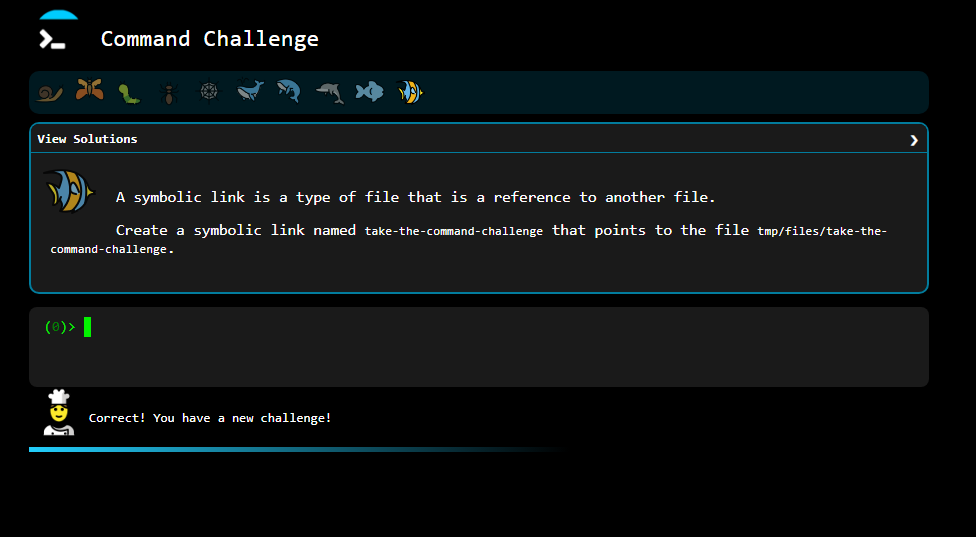 Command Challenge
View Solutions
A symbolic link is a type of file that is a reference to another file.
Create a symbolic link named take-the-command-challenge that points to the file tmp/files/take-the-
command-challenge.
(0)>
Correct! You have a new challenge!